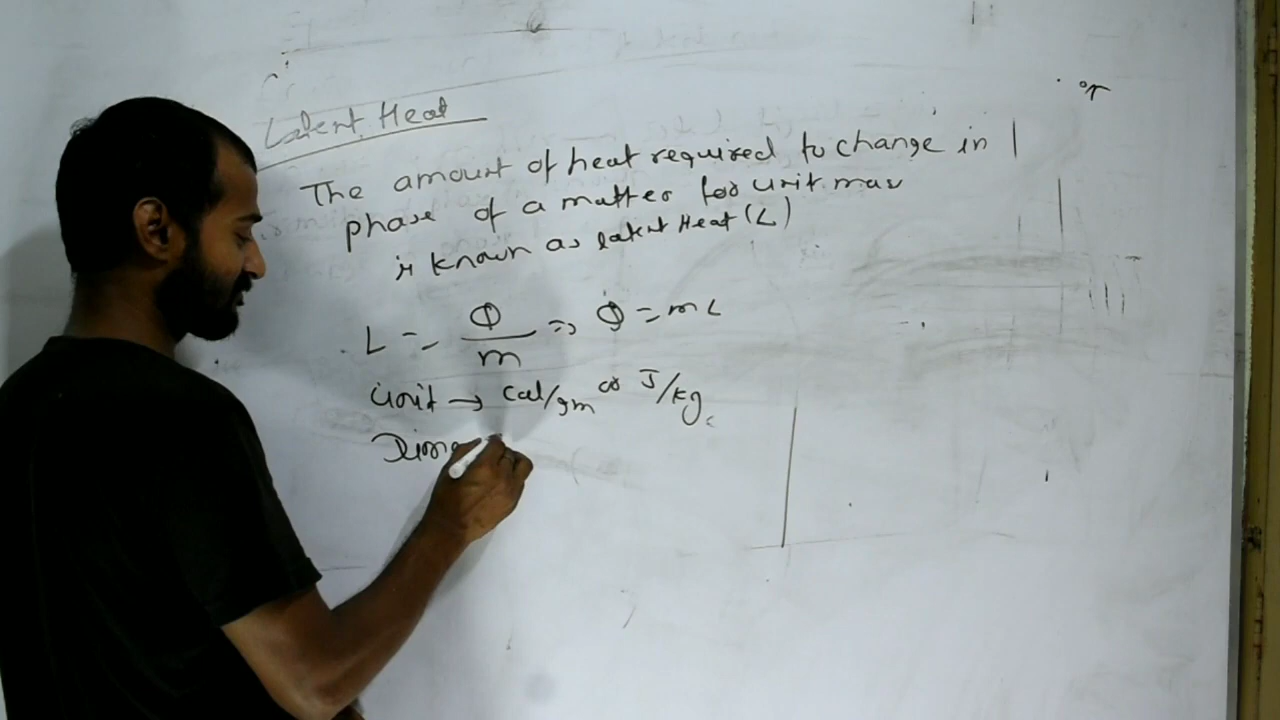 Latent Heat
The amount of heat required to change in
phase of a matter for unit mass
is known as latent Heat (L)
L = Q/m => Q = mL
Unit → Cal/gm or J/kg
Dime